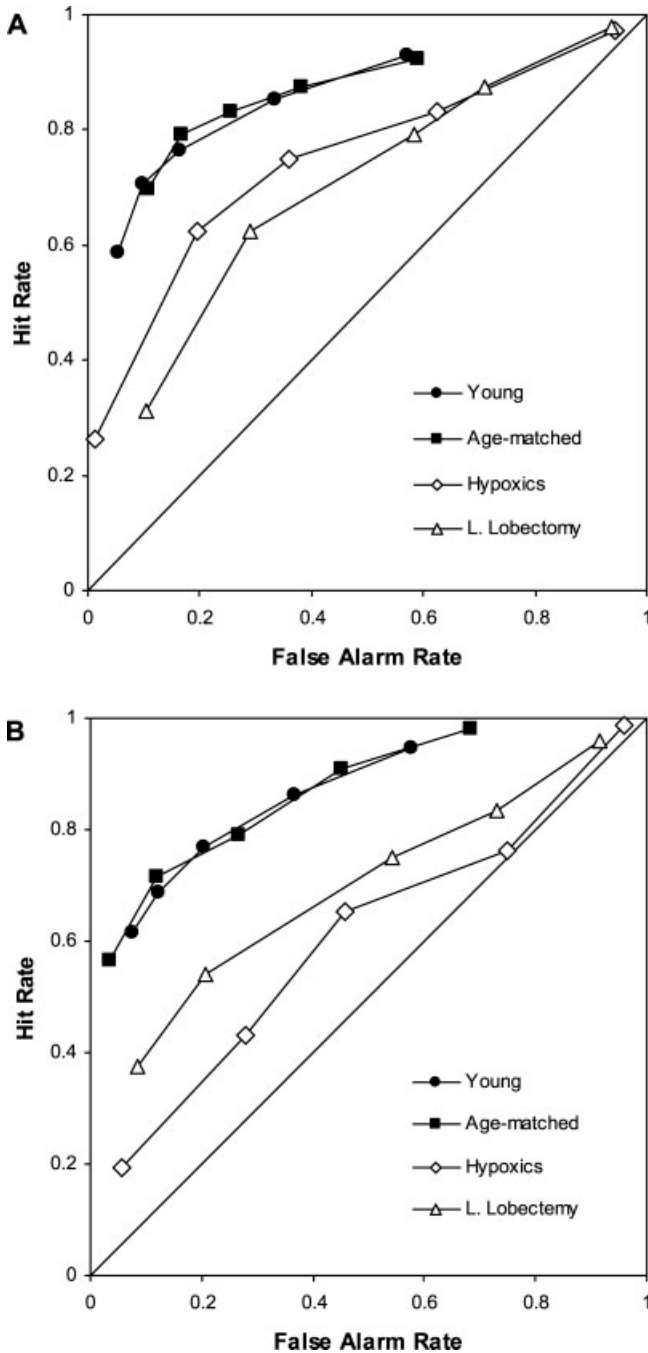 A
1
0.8
0.6
0.4
0.2
0
Hit Rate
Young
Age-matched
Hypoxics
L. Lobectomy
0 0.2 0.4 0.6 0.8 1
False Alarm Rate
B
1
0.8
0.6
0.4
0.2
0
Hit Rate
Young
Age-matched
Hypoxics
L. Lobectemy
0 0.2 0.4 0.6 0.8 1
False Alarm Rate